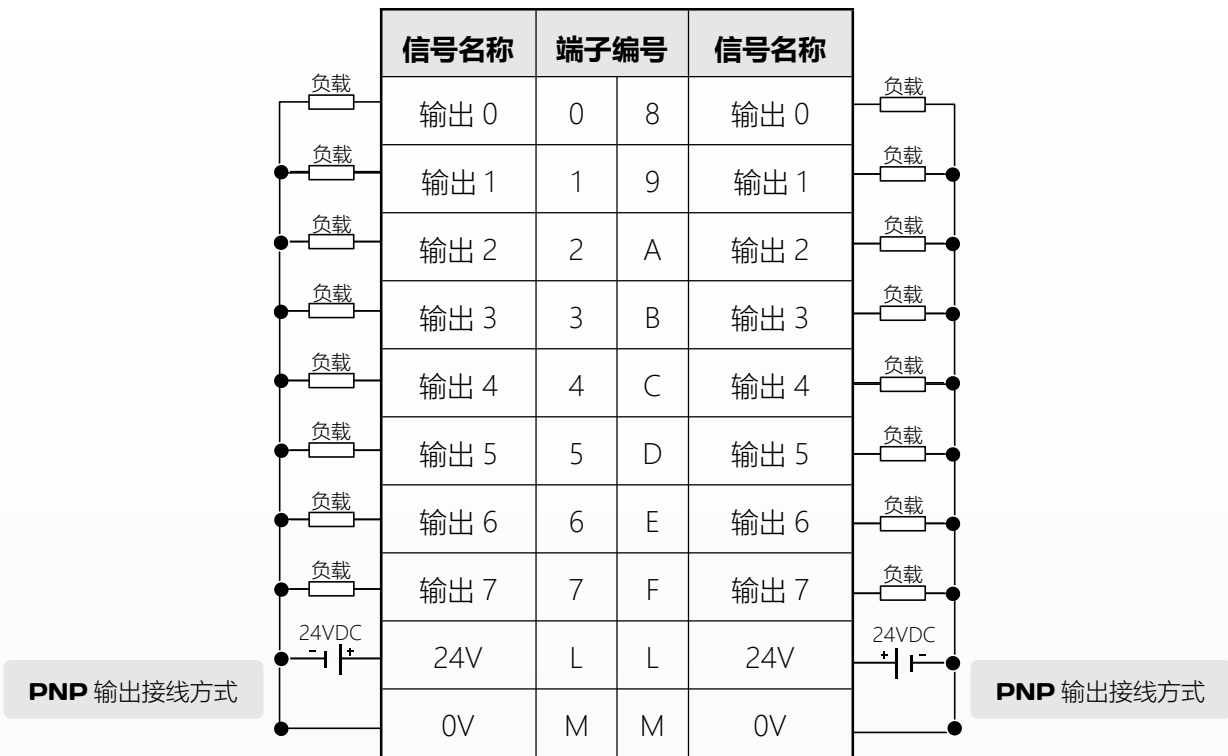 信号名称 端子编号 信号名称
负载 输出 0 0 8 输出 0 负载
负载 输出 1 1 9 输出 1 负载
负载 输出 2 2 A 输出 2 负载
负载 输出 3 3 B 输出 3 负载
负载 输出 4 4 C 输出 4 负载
负载 输出 5 5 D 输出 5 负载
负载 输出 6 6 E 输出 6 负载
负载 输出 7 7 F 输出 7 负载
24VDC - + 24V L L 24V 24VDC + -
PNP 输出接线方式 0V M M 0V PNP 输出接线方式